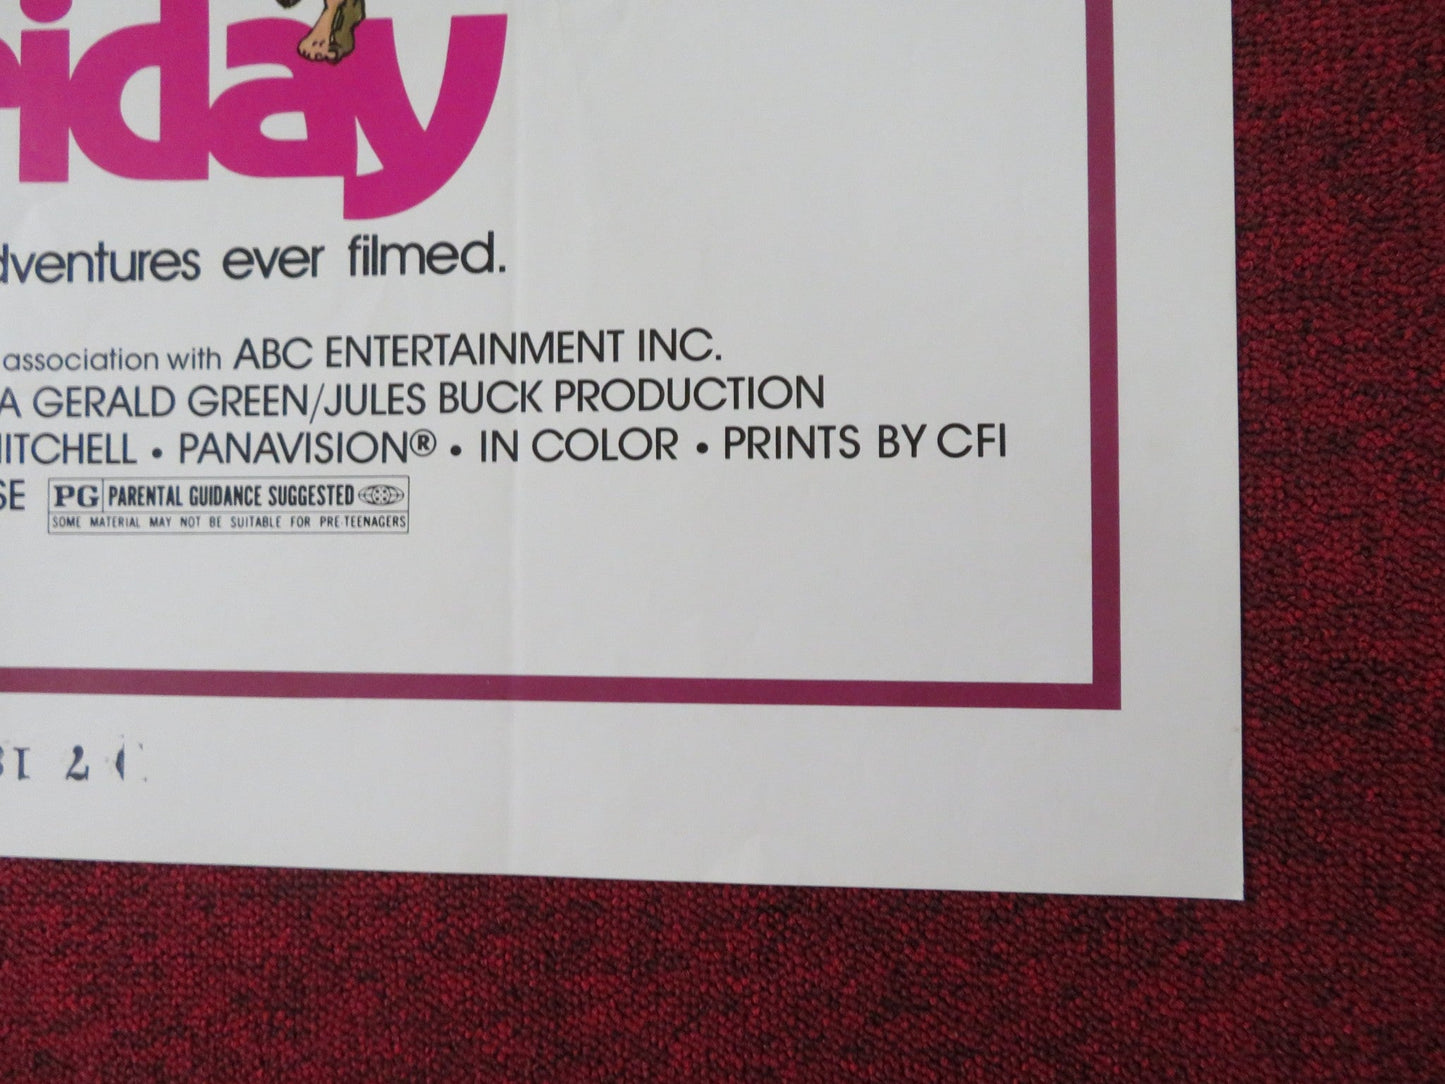 riday
dventures ever filmed.
association with ABC ENTERTAINMENT INC.
A GERALD GREEN/JULES BUCK PRODUCTION
ITCHELL • PANAVISION® • IN COLOR • PRINTS BY CFI
SE PG PARENTAL GUIDANCE SUGGESTED
SOME MATERIAL MAY NOT BE SUITABLE FOR PRE-TEENAGERS